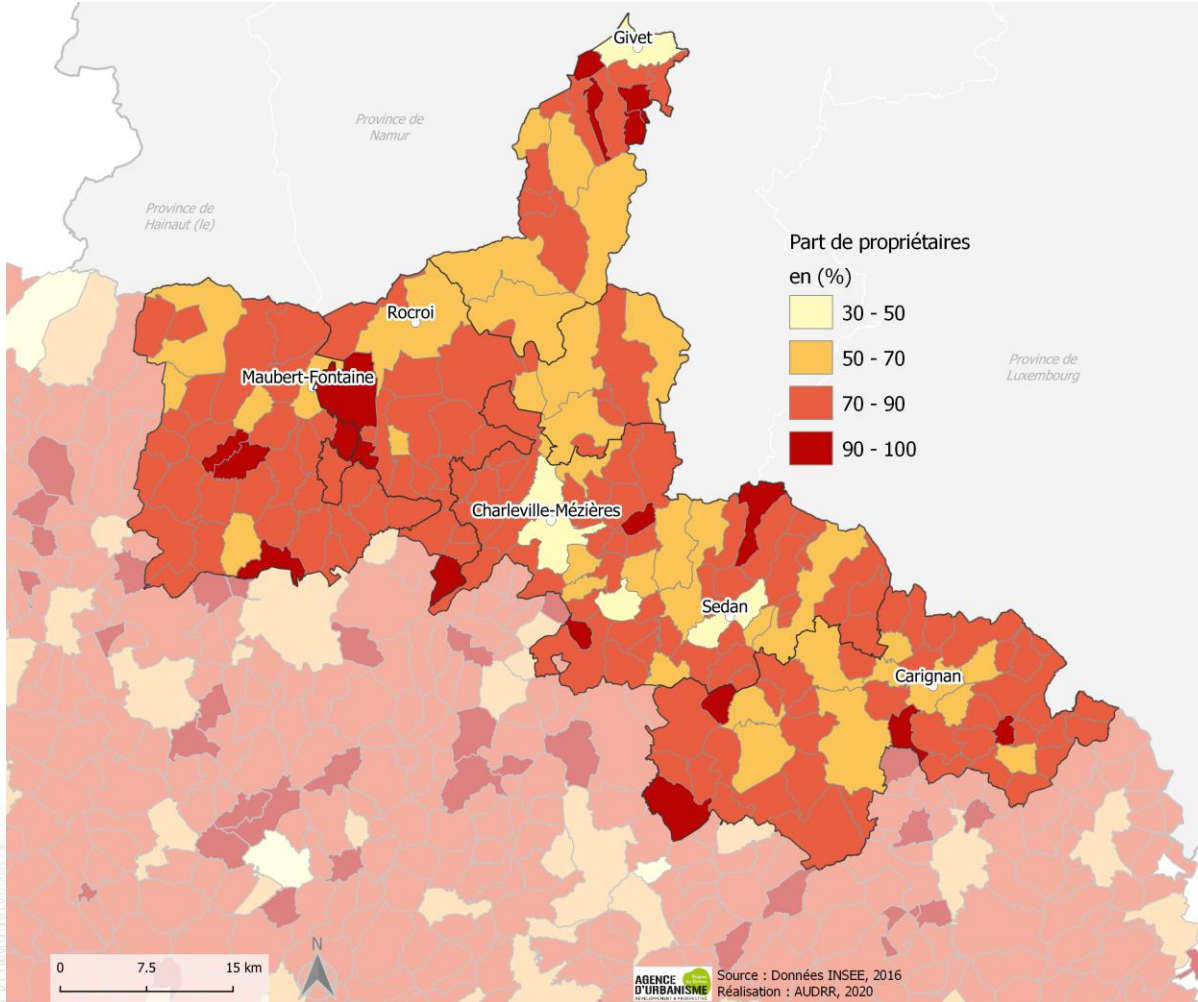 Givet
Province de
Namur
Province de
Hainaut (le)
Part de propriétaires
en (%)
30 - 50
50 - 70
70 - 90
90 - 100
Rocroi
Province de
Luxembourg
Maubert-Fontaine
Charleville-Mézières
Sedan
Carignan
0 7.5 15 km
N
AGENCE
D'URBANISME
Source : Données INSEE, 2016
Réalisation : AUDRR, 2020